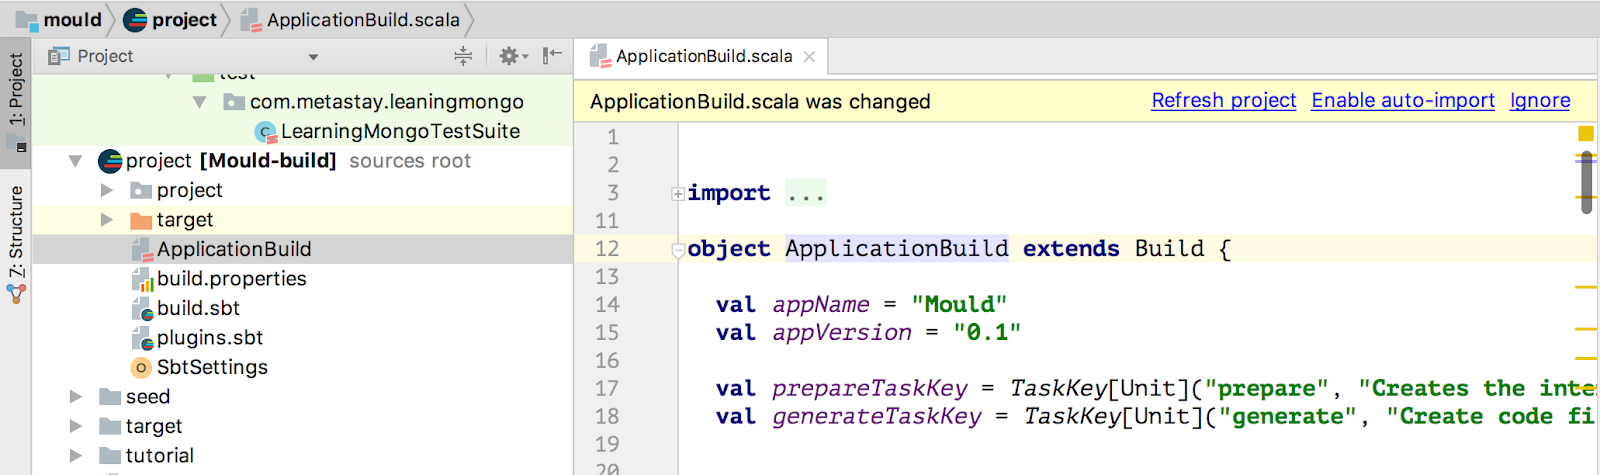 mould project ApplicationBuild.scala
1: Project
7: Structure
Project
test
com.metastay.leaningmongo
LearningMongoTestSuite
project [Mould-build] sources root
project
target
ApplicationBuild
build.properties
build.sbt
plugins.sbt
SbtSettings
seed
target
tutorial
ApplicationBuild.scala
ApplicationBuild.scala was changed Refresh project Enable auto-import Ignore
1
2
3 import ...
11
12 object ApplicationBuild extends Build {
13
14 val appName = "Mould"
15 val appVersion = "0.1"
16
17 val prepareTaskKey = TaskKey[Unit]("prepare", "Creates the inte
18 val generateTaskKey = TaskKey[Unit]("generate", "Create code fi
19
20